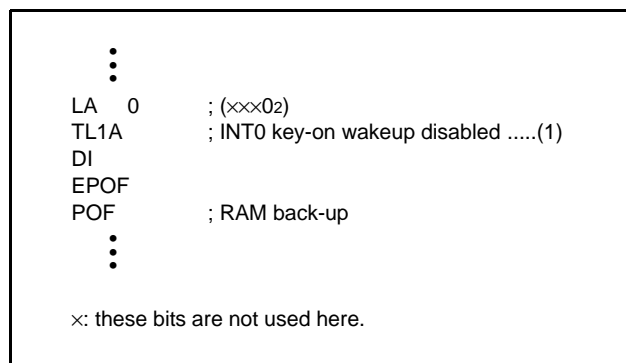 •
•
•
LA 0 ; (×××02)
TL1A ; INT0 key-on wakeup disabled .....(1)
DI
EPOF
POF ; RAM back-up
•
•
•
×: these bits are not used here.